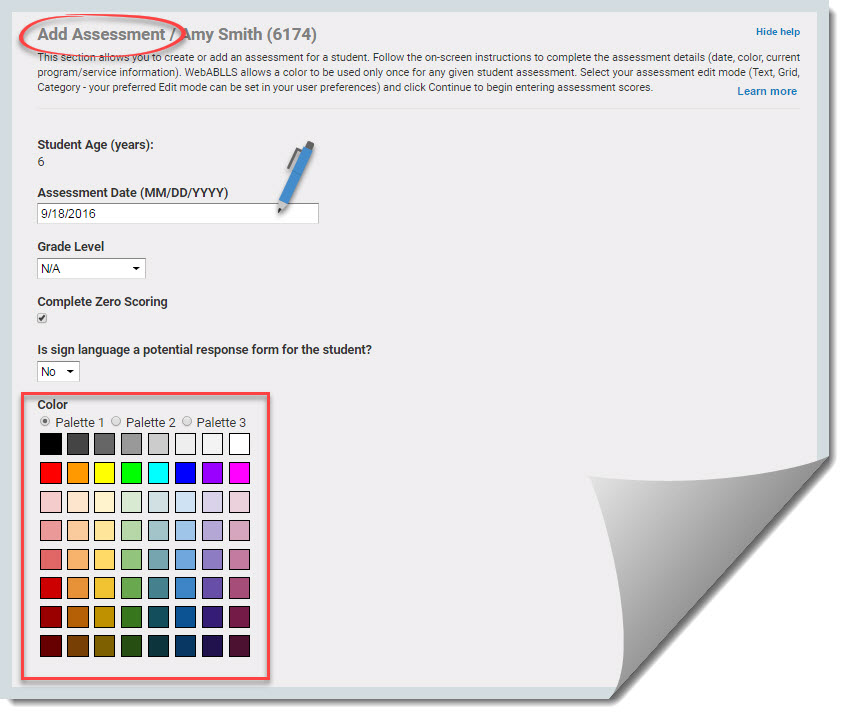 Add Assessment / Amy Smith (6174)
Hide help
This section allows you to create or add an assessment for a student. Follow the on-screen instructions to complete the assessment details (date, color, current
program/service information). WebABLLS allows a color to be used only once for any given student assessment. Select your assessment edit mode (Text, Grid,
Category - your preferred Edit mode can be set in your user preferences) and click Continue to begin entering assessment scores.
Learn more
Student Age (years):
6
Assessment Date (MM/DD/YYYY)
9/18/2016
Grade Level
N/A
Complete Zero Scoring
Is sign language a potential response form for the student?
No
Color
Palette 1 Palette 2 Palette 3